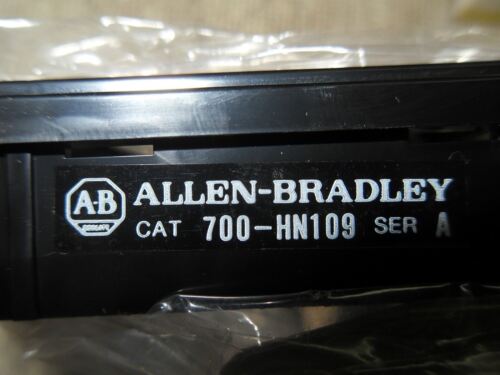 A-B ALLEN-BRADLEY
CAT 700-HN109 SER A